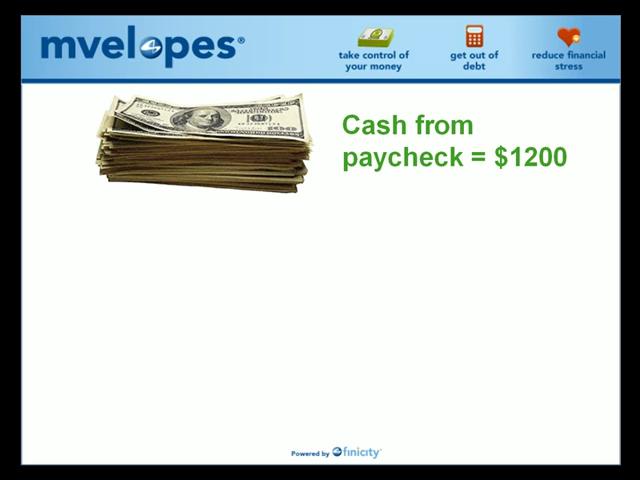 mvelopes®
take control of
your money
get out of
debt
reduce financial
stress
Cash from
paycheck = $1200
100
Powered by finicity